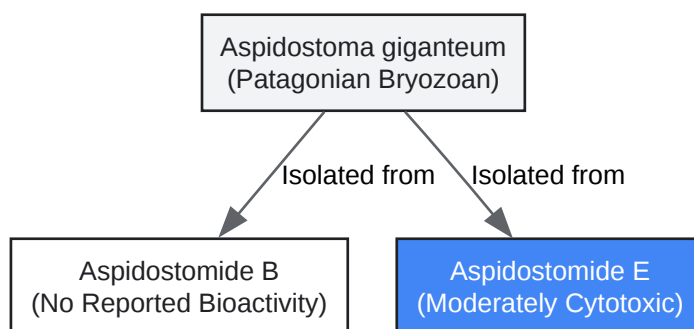 Aspidostoma giganteum
(Patagonian Bryozoan)
Isolated from
Isolated from
Aspidostomide B
(No Reported Bioactivity)
Aspidostomide E
(Moderately Cytotoxic)